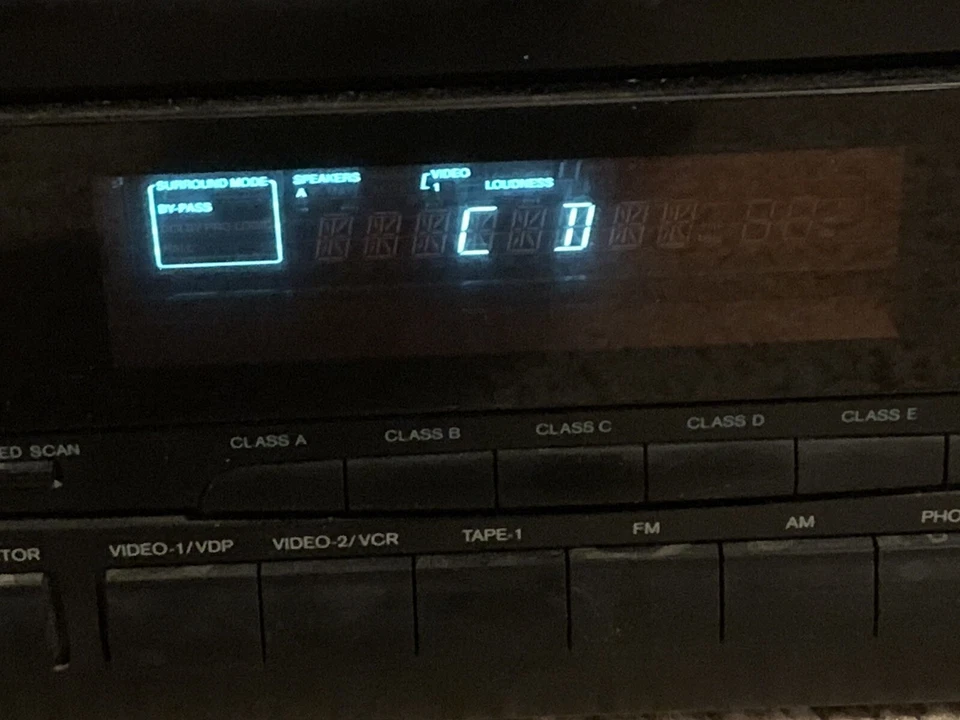 SURROUND MODE SPEAKERS VIDEO LOUDNESS
A 1
BY-PASS
C D
ED SCAN CLASS A CLASS B CLASS C CLASS D CLASS E
TOR VIDEO-1/VDP VIDEO-2/VCR TAPE-1 FM AM PHO